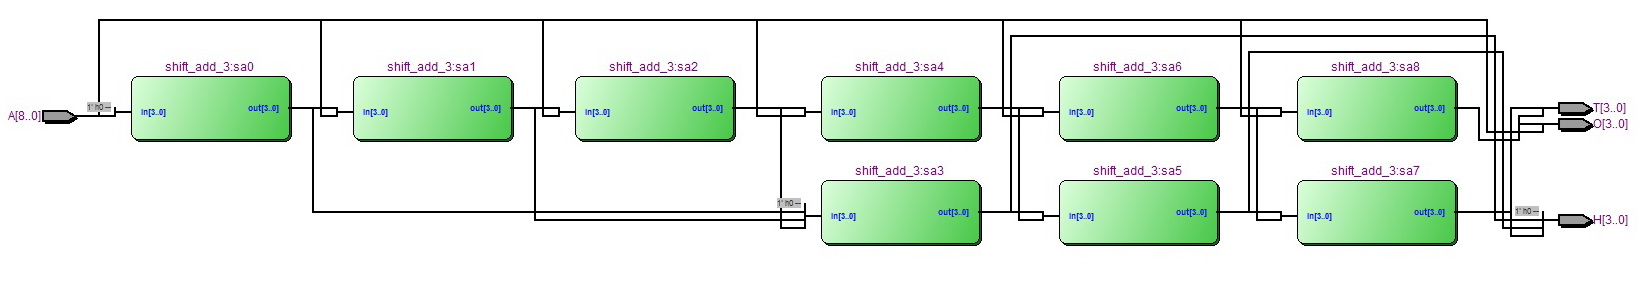 shift_add_3:sa0
shift_add_3:sa1
shift_add_3:sa2
shift_add_3:sa4
shift_add_3:sa6
shift_add_3:sa8
A[8..0]
1' h0
in[3..0]
out[3..0]
in[3..0]
out[3..0]
in[3..0]
out[3..0]
in[3..0]
out[3..0]
in[3..0]
out[3..0]
in[3..0]
out[3..0]
T[3..0]
O[3..0]
shift_add_3:sa3
shift_add_3:sa5
shift_add_3:sa7
1' h0
in[3..0]
out[3..0]
in[3..0]
out[3..0]
in[3..0]
out[3..0]
1' h0
H[3..0]